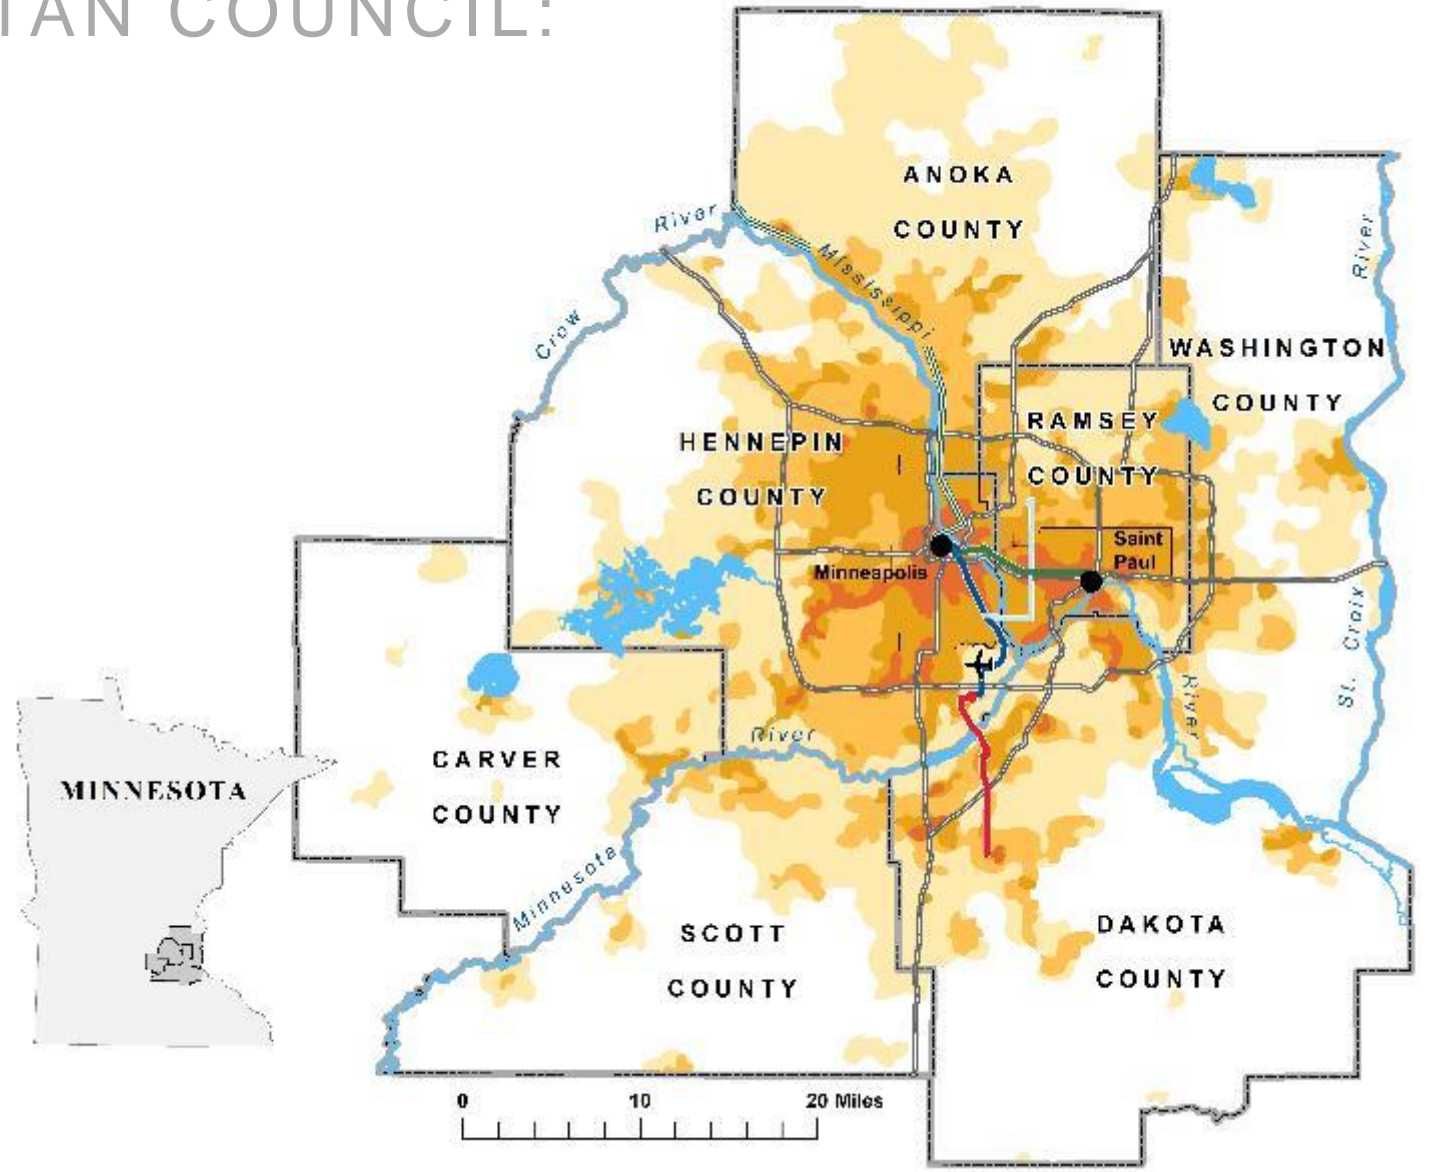 TAN COUNCIL:
ANOKA
COUNTY
River
Mississippi
River
Crow
WASHINGTON
COUNTY
RAMSEY
COUNTY
HENNEPIN
COUNTY
Saint
Paul
Minneapolis
St. Croix
River
River
CARVER
COUNTY
MINNESOTA
Minnesota
SCOTT
COUNTY
DAKOTA
COUNTY
0 10 20 Miles